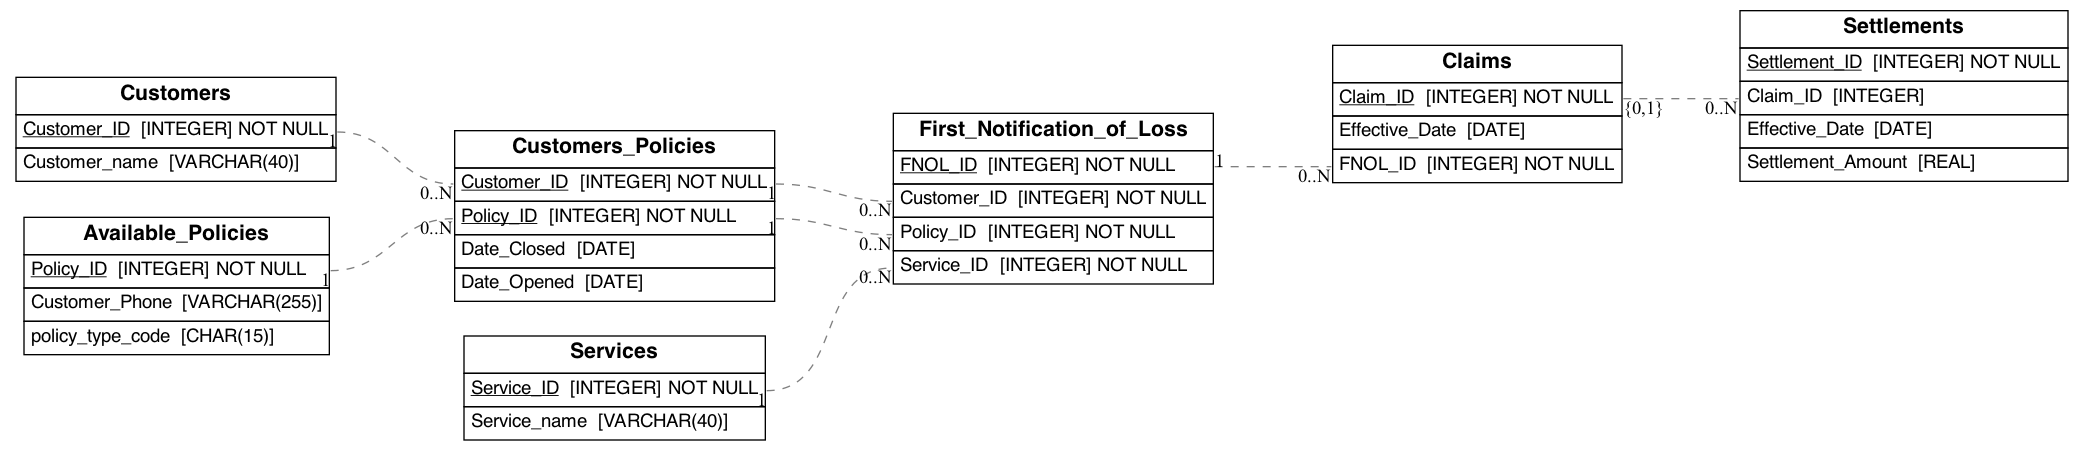 Customers
Customer_ID [INTEGER] NOT NULL
Customer_name [VARCHAR(40)]
1
0..N
Available_Policies
Policy_ID [INTEGER] NOT NULL
Customer_Phone [VARCHAR(255)]
policy_type_code [CHAR(15)]
1
0..N
Customers_Policies
Customer_ID [INTEGER] NOT NULL
Policy_ID [INTEGER] NOT NULL
Date_Closed [DATE]
Date_Opened [DATE]
1
0..N
1
0..N
Services
Service_ID [INTEGER] NOT NULL
Service_name [VARCHAR(40)]
1
0..N
First_Notification_of_Loss
FNOL_ID [INTEGER] NOT NULL
Customer_ID [INTEGER] NOT NULL
Policy_ID [INTEGER] NOT NULL
Service_ID [INTEGER] NOT NULL
1
0..N
Claims
Claim_ID [INTEGER] NOT NULL
Effective_Date [DATE]
FNOL_ID [INTEGER] NOT NULL
{0,1}
0..N
Settlements
Settlement_ID [INTEGER] NOT NULL
Claim_ID [INTEGER]
Effective_Date [DATE]
Settlement_Amount [REAL]